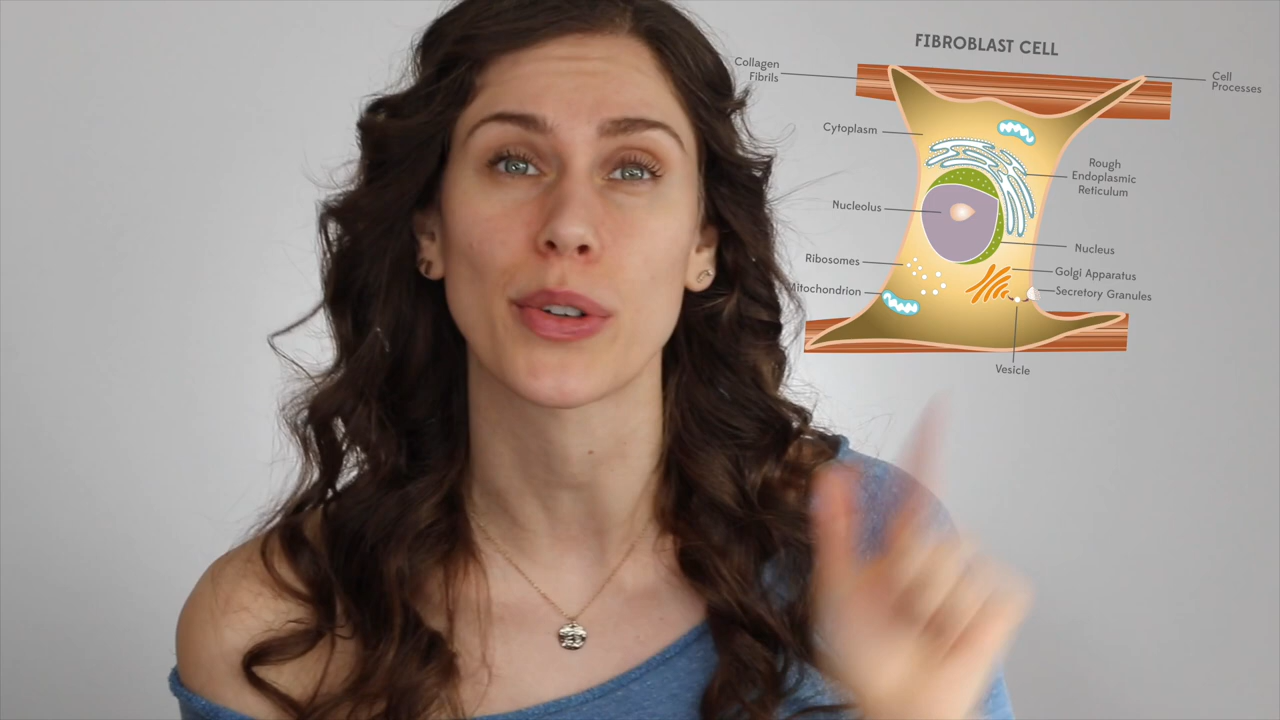 FIBROBLAST CELL
Collagen
Fibrils
Cell
Processes
Cytoplasm
Rough
Endoplasmic
Reticulum
Nucleolus
Nucleus
Ribosomes
Golgi Apparatus
Mitochondrion
Secretory Granules
Vesicle